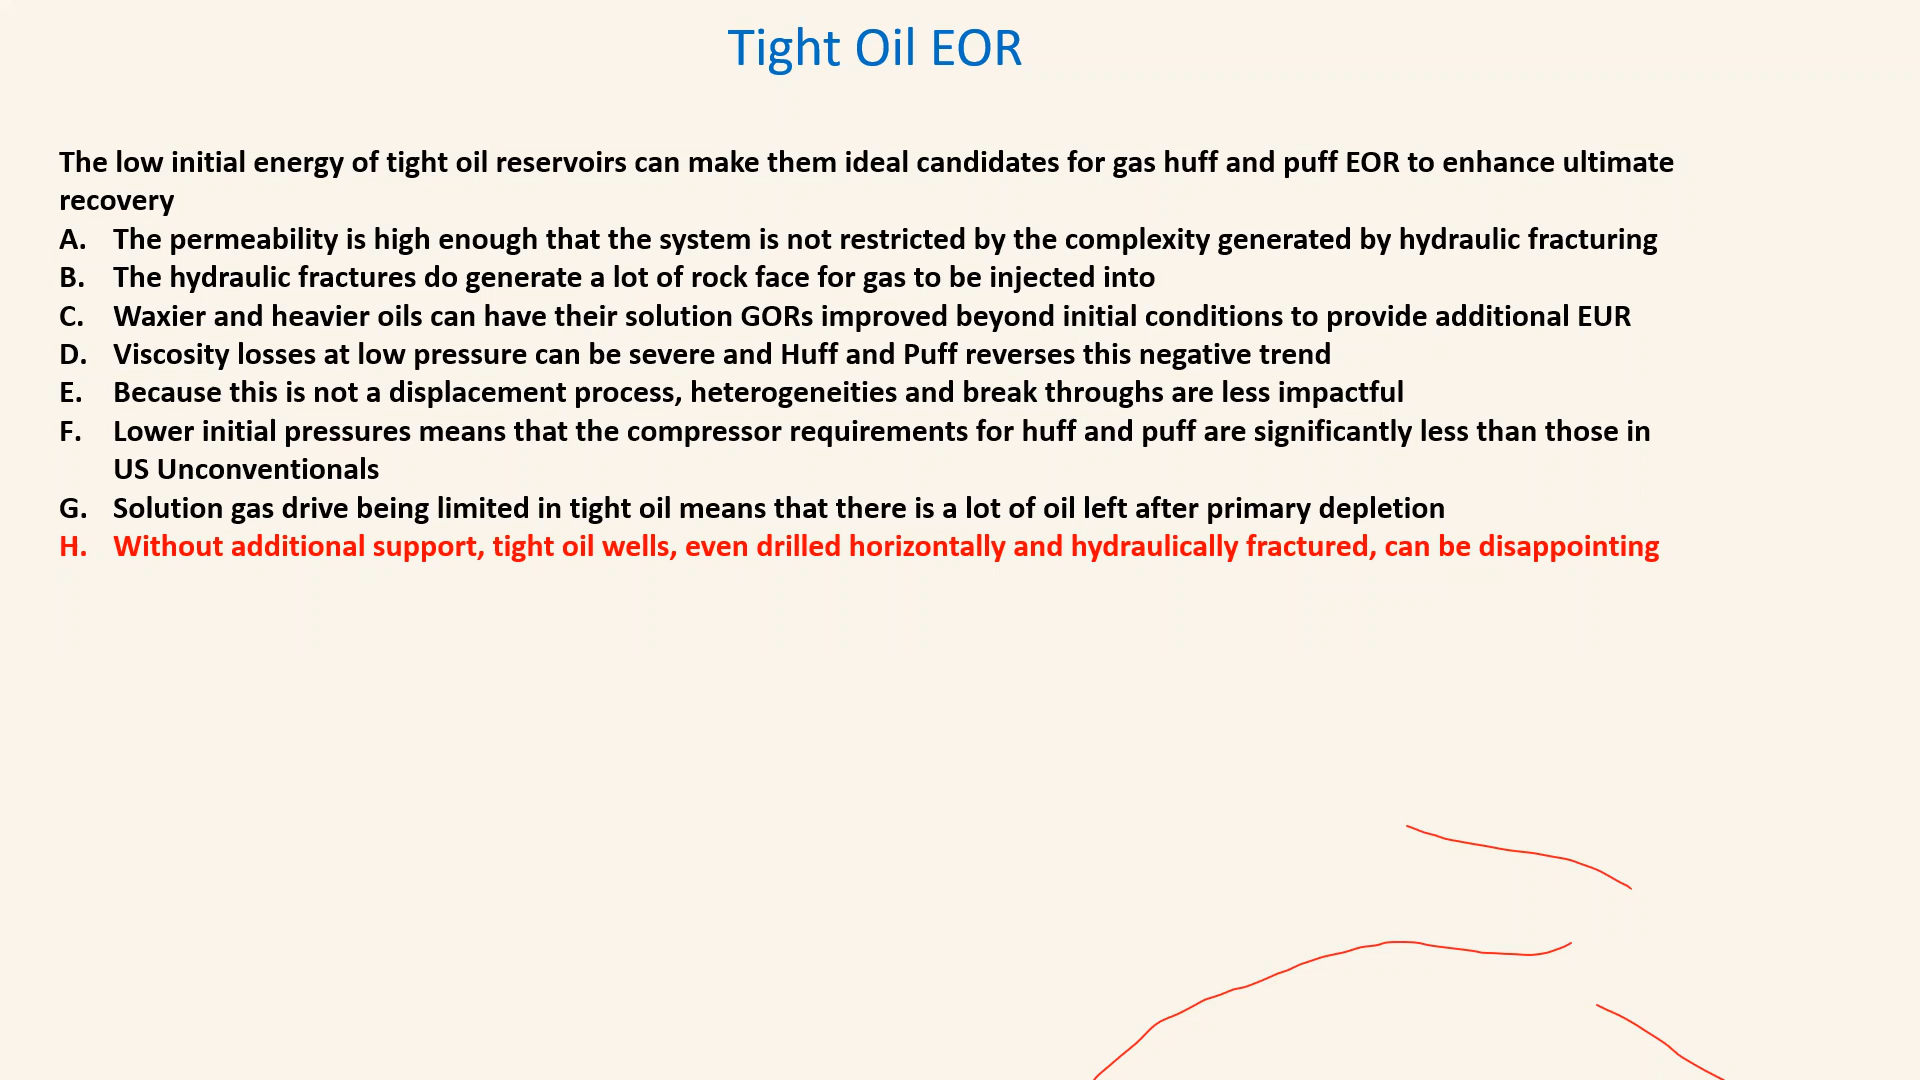 Tight Oil EOR
The low initial energy of tight oil reservoirs can make them ideal candidates for gas huff and puff EOR to enhance ultimate
recovery
A. The permeability is high enough that the system is not restricted by the complexity generated by hydraulic fracturing
B. The hydraulic fractures do generate a lot of rock face for gas to be injected into
C. Waxier and heavier oils can have their solution GORs improved beyond initial conditions to provide additional EUR
D. Viscosity losses at low pressure can be severe and Huff and Puff reverses this negative trend
E. Because this is not a displacement process, heterogeneities and break throughs are less impactful
F. Lower initial pressures means that the compressor requirements for huff and puff are significantly less than those in
US Unconventionals
G. Solution gas drive being limited in tight oil means that there is a lot of oil left after primary depletion
H. Without additional support, tight oil wells, even drilled horizontally and hydraulically fractured, can be disappointing